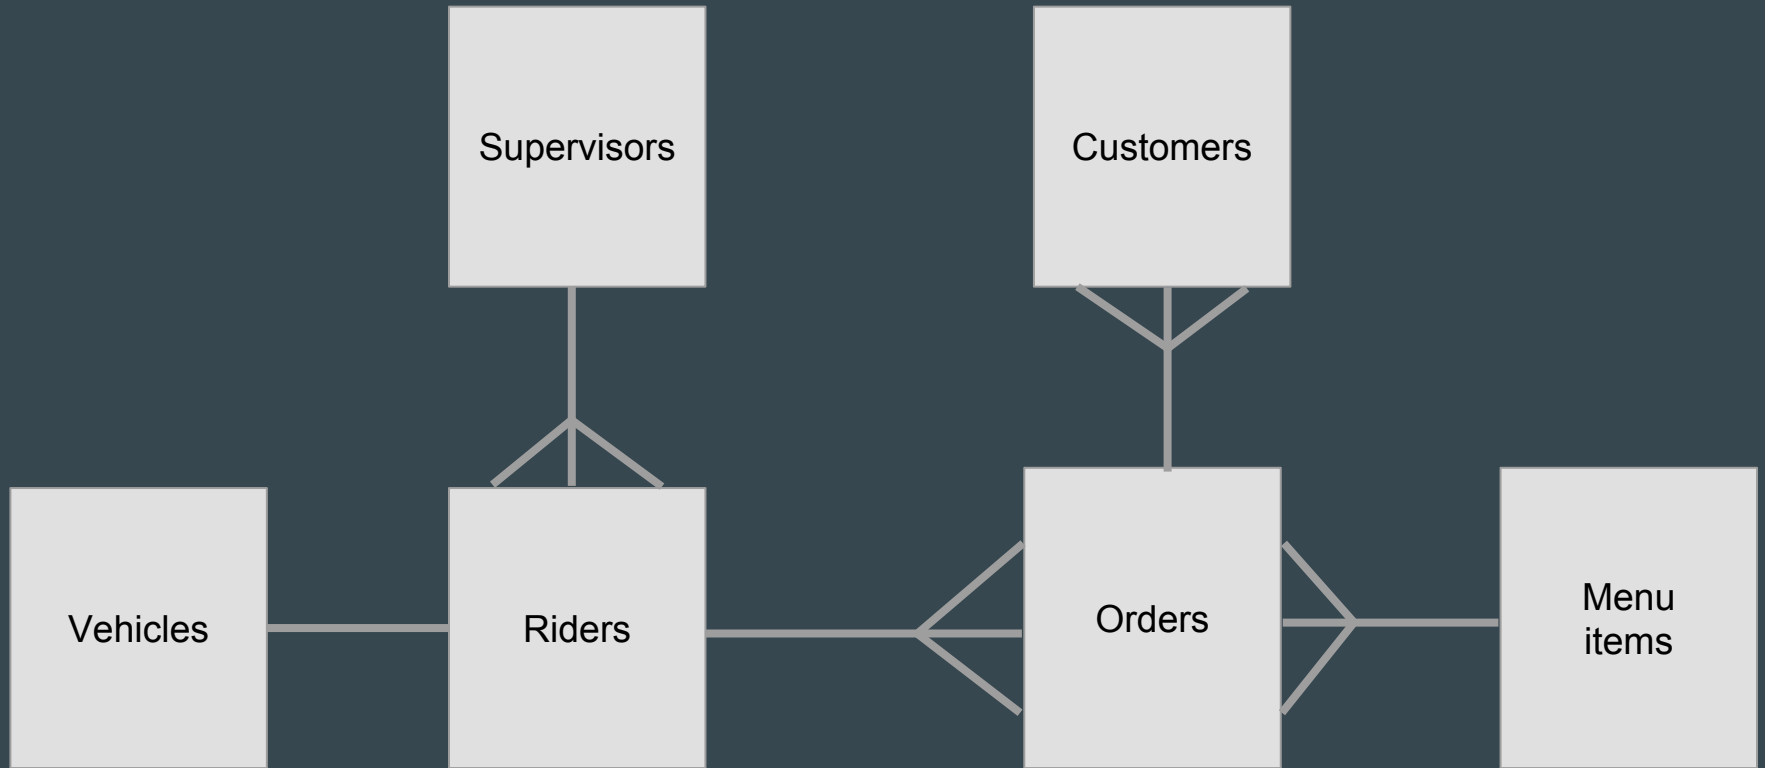 Supervisors
Customers
Vehicles
Riders
Orders
Menu
items